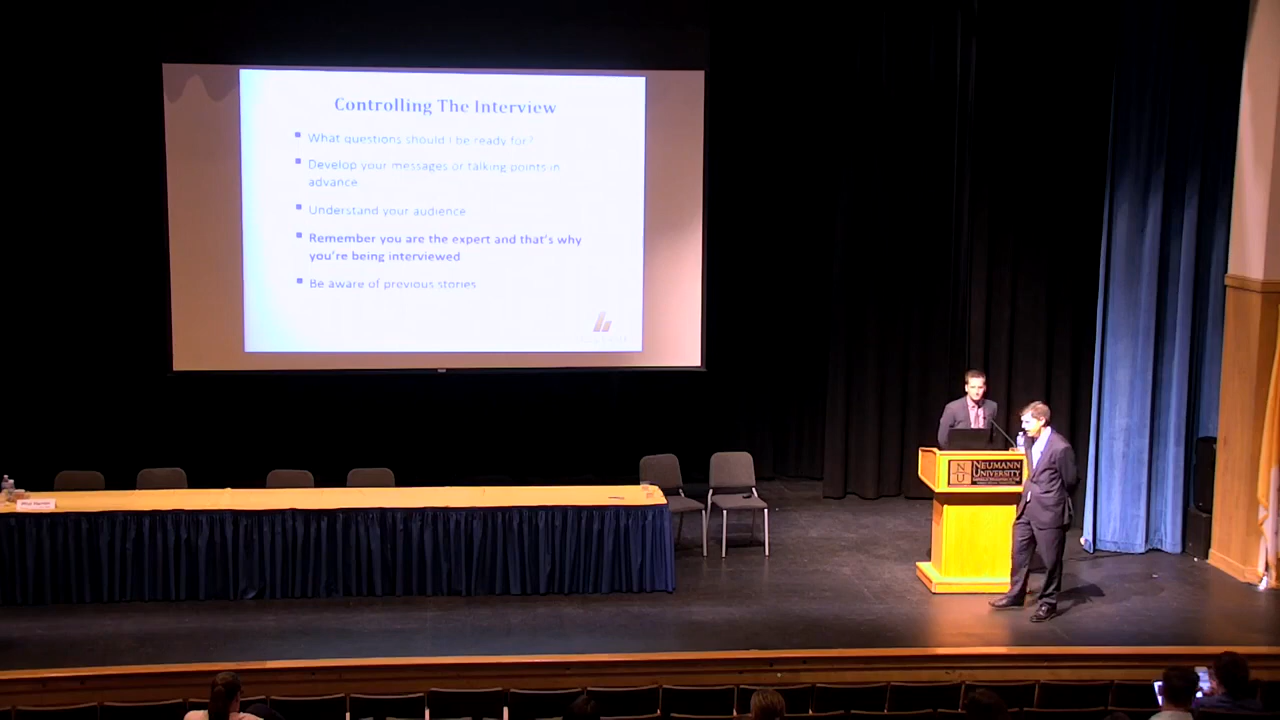 Controlling The Interview
What questions should I be ready for?
Develop your messages or talking points in
advance
Understand your audience
Remember you are the expert and that's why
you're being interviewed
Be aware of previous stories
NEUMANN
UNIVERSITY
N
U